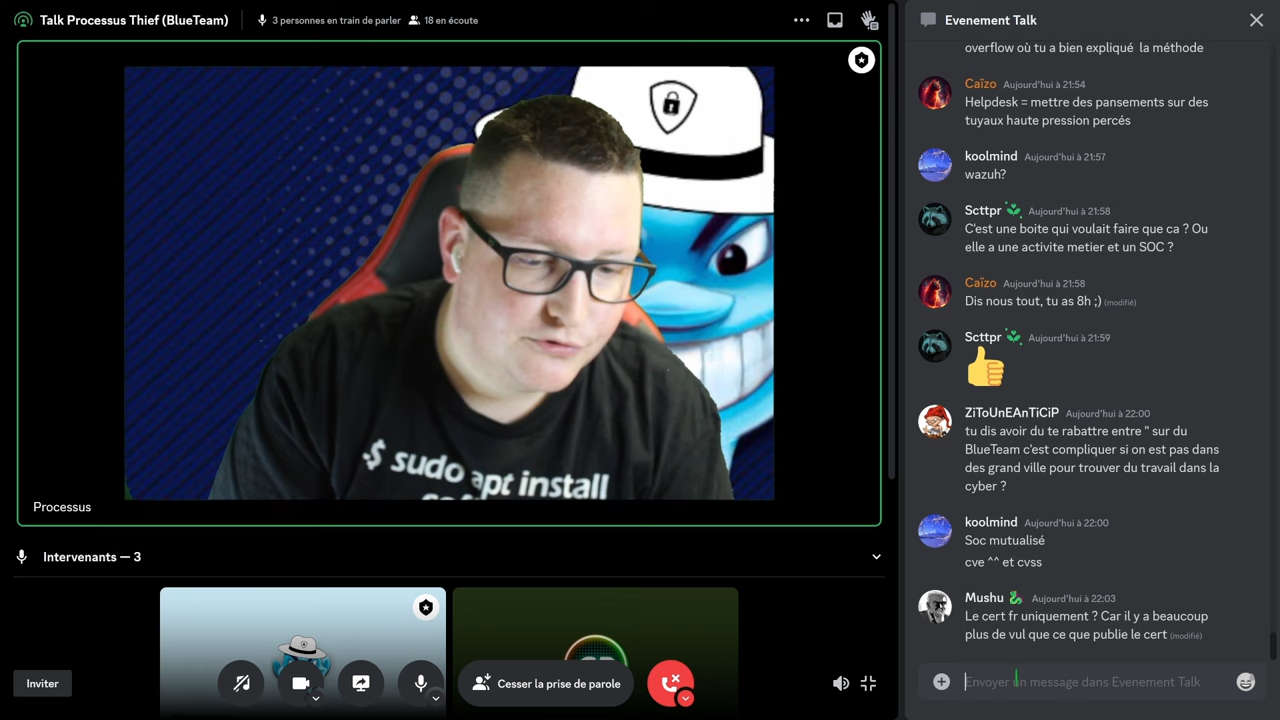 Talk Processus Thief (BlueTeam)
3 personnes en train de parler
18 en écoute
Evenement Talk
overflow où tu a bien expliqué la méthode
Caïzo Aujourd'hui à 21:54
Helpdesk = mettre des pansements sur des
tuyaux haute pression percés
koolmind Aujourd'hui à 21:57
wazuh?
Scttpr Aujourd'hui à 21:58
C'est une boite qui voulait faire que ca ? Ou
elle a une activite metier et un SOC ?
Caïzo Aujourd'hui à 21:58
Dis nous tout, tu as 8h ;) (modifié)
Scttpr Aujourd'hui à 21:59
ZiToUnEAnTiCiP Aujourd'hui à 22:00
tu dis avoir du te rabattre entre " sur du
BlueTeam c'est compliquer si on est pas dans
des grand ville pour trouver du travail dans la
cyber ?
koolmind Aujourd'hui à 22:00
Soc mutualisé
cve ^^ et cvss
Mushu Aujourd'hui à 22:03
Le cert fr uniquement ? Car il y a beaucoup
plus de vul que ce que publie le cert (modifié)
Envoyer un message dans Evenement Talk
$ sudo apt install
Processus
Intervenants — 3
Inviter
Cesser la prise de parole